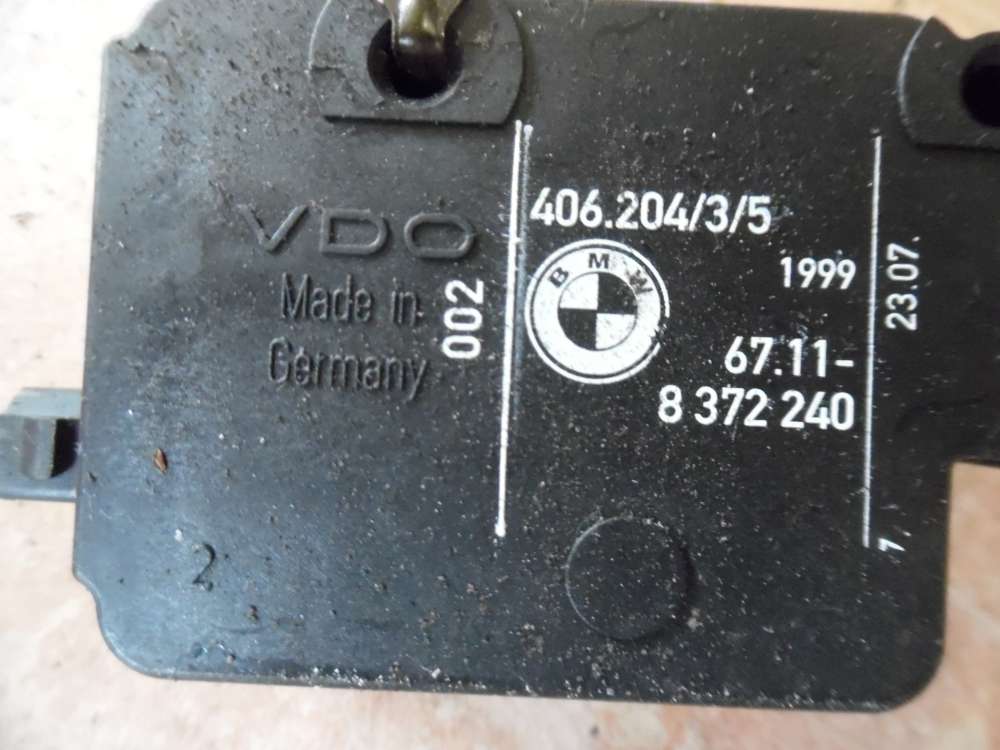 VDO
Made in
Germany
002
406.204/3/5
BMW
1999
67.11-
8 372 240
23.07.
2